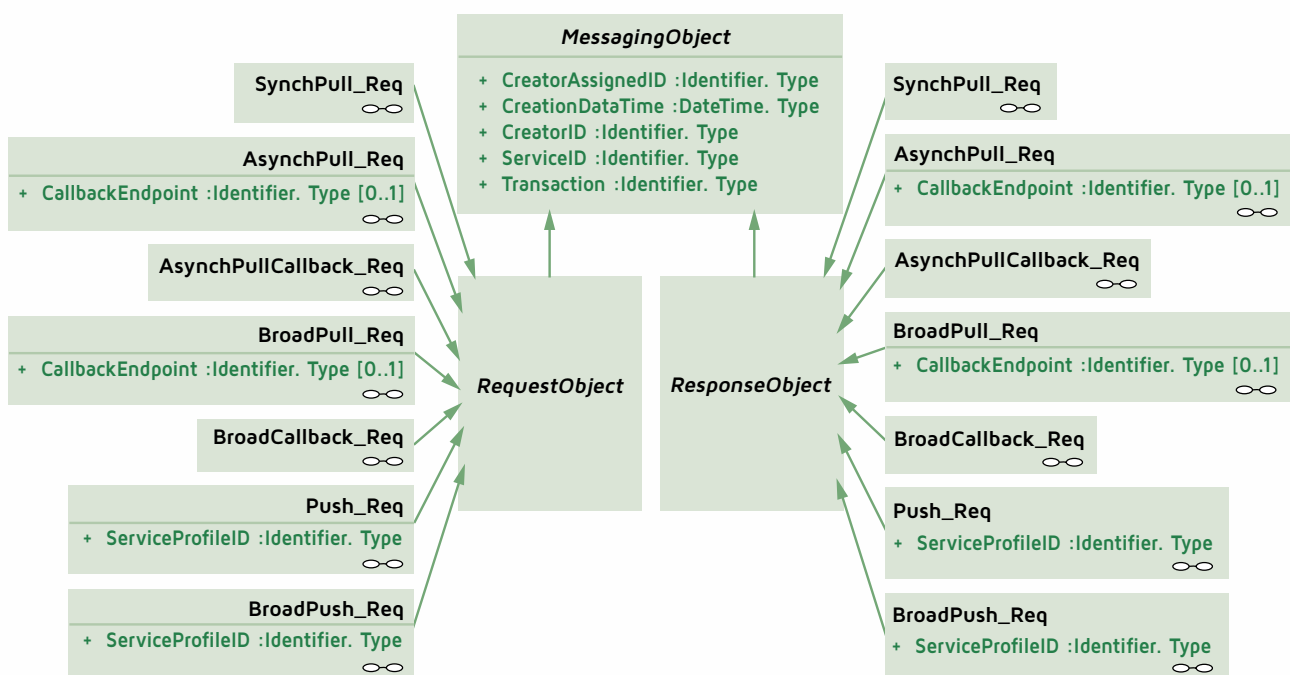 MessagingObject
+ CreatorAssignedID :Identifier. Type
+ CreationDataTime :DateTime. Type
+ CreatorID :Identifier. Type
+ ServiceID :Identifier. Type
+ Transaction :Identifier. Type
SynchPull_Req
AsynchPull_Req
+ CallbackEndpoint :Identifier. Type [0..1]
AsynchPullCallback_Req
BroadPull_Req
+ CallbackEndpoint :Identifier. Type [0..1]
BroadCallback_Req
Push_Req
+ ServiceProfileID :Identifier. Type
BroadPush_Req
+ ServiceProfileID :Identifier. Type
RequestObject
ResponseObject
SynchPull_Req
AsynchPull_Req
+ CallbackEndpoint :Identifier. Type [0..1]
AsynchPullCallback_Req
BroadPull_Req
+ CallbackEndpoint :Identifier. Type [0..1]
BroadCallback_Req
Push_Req
+ ServiceProfileID :Identifier. Type
BroadPush_Req
+ ServiceProfileID :Identifier. Type